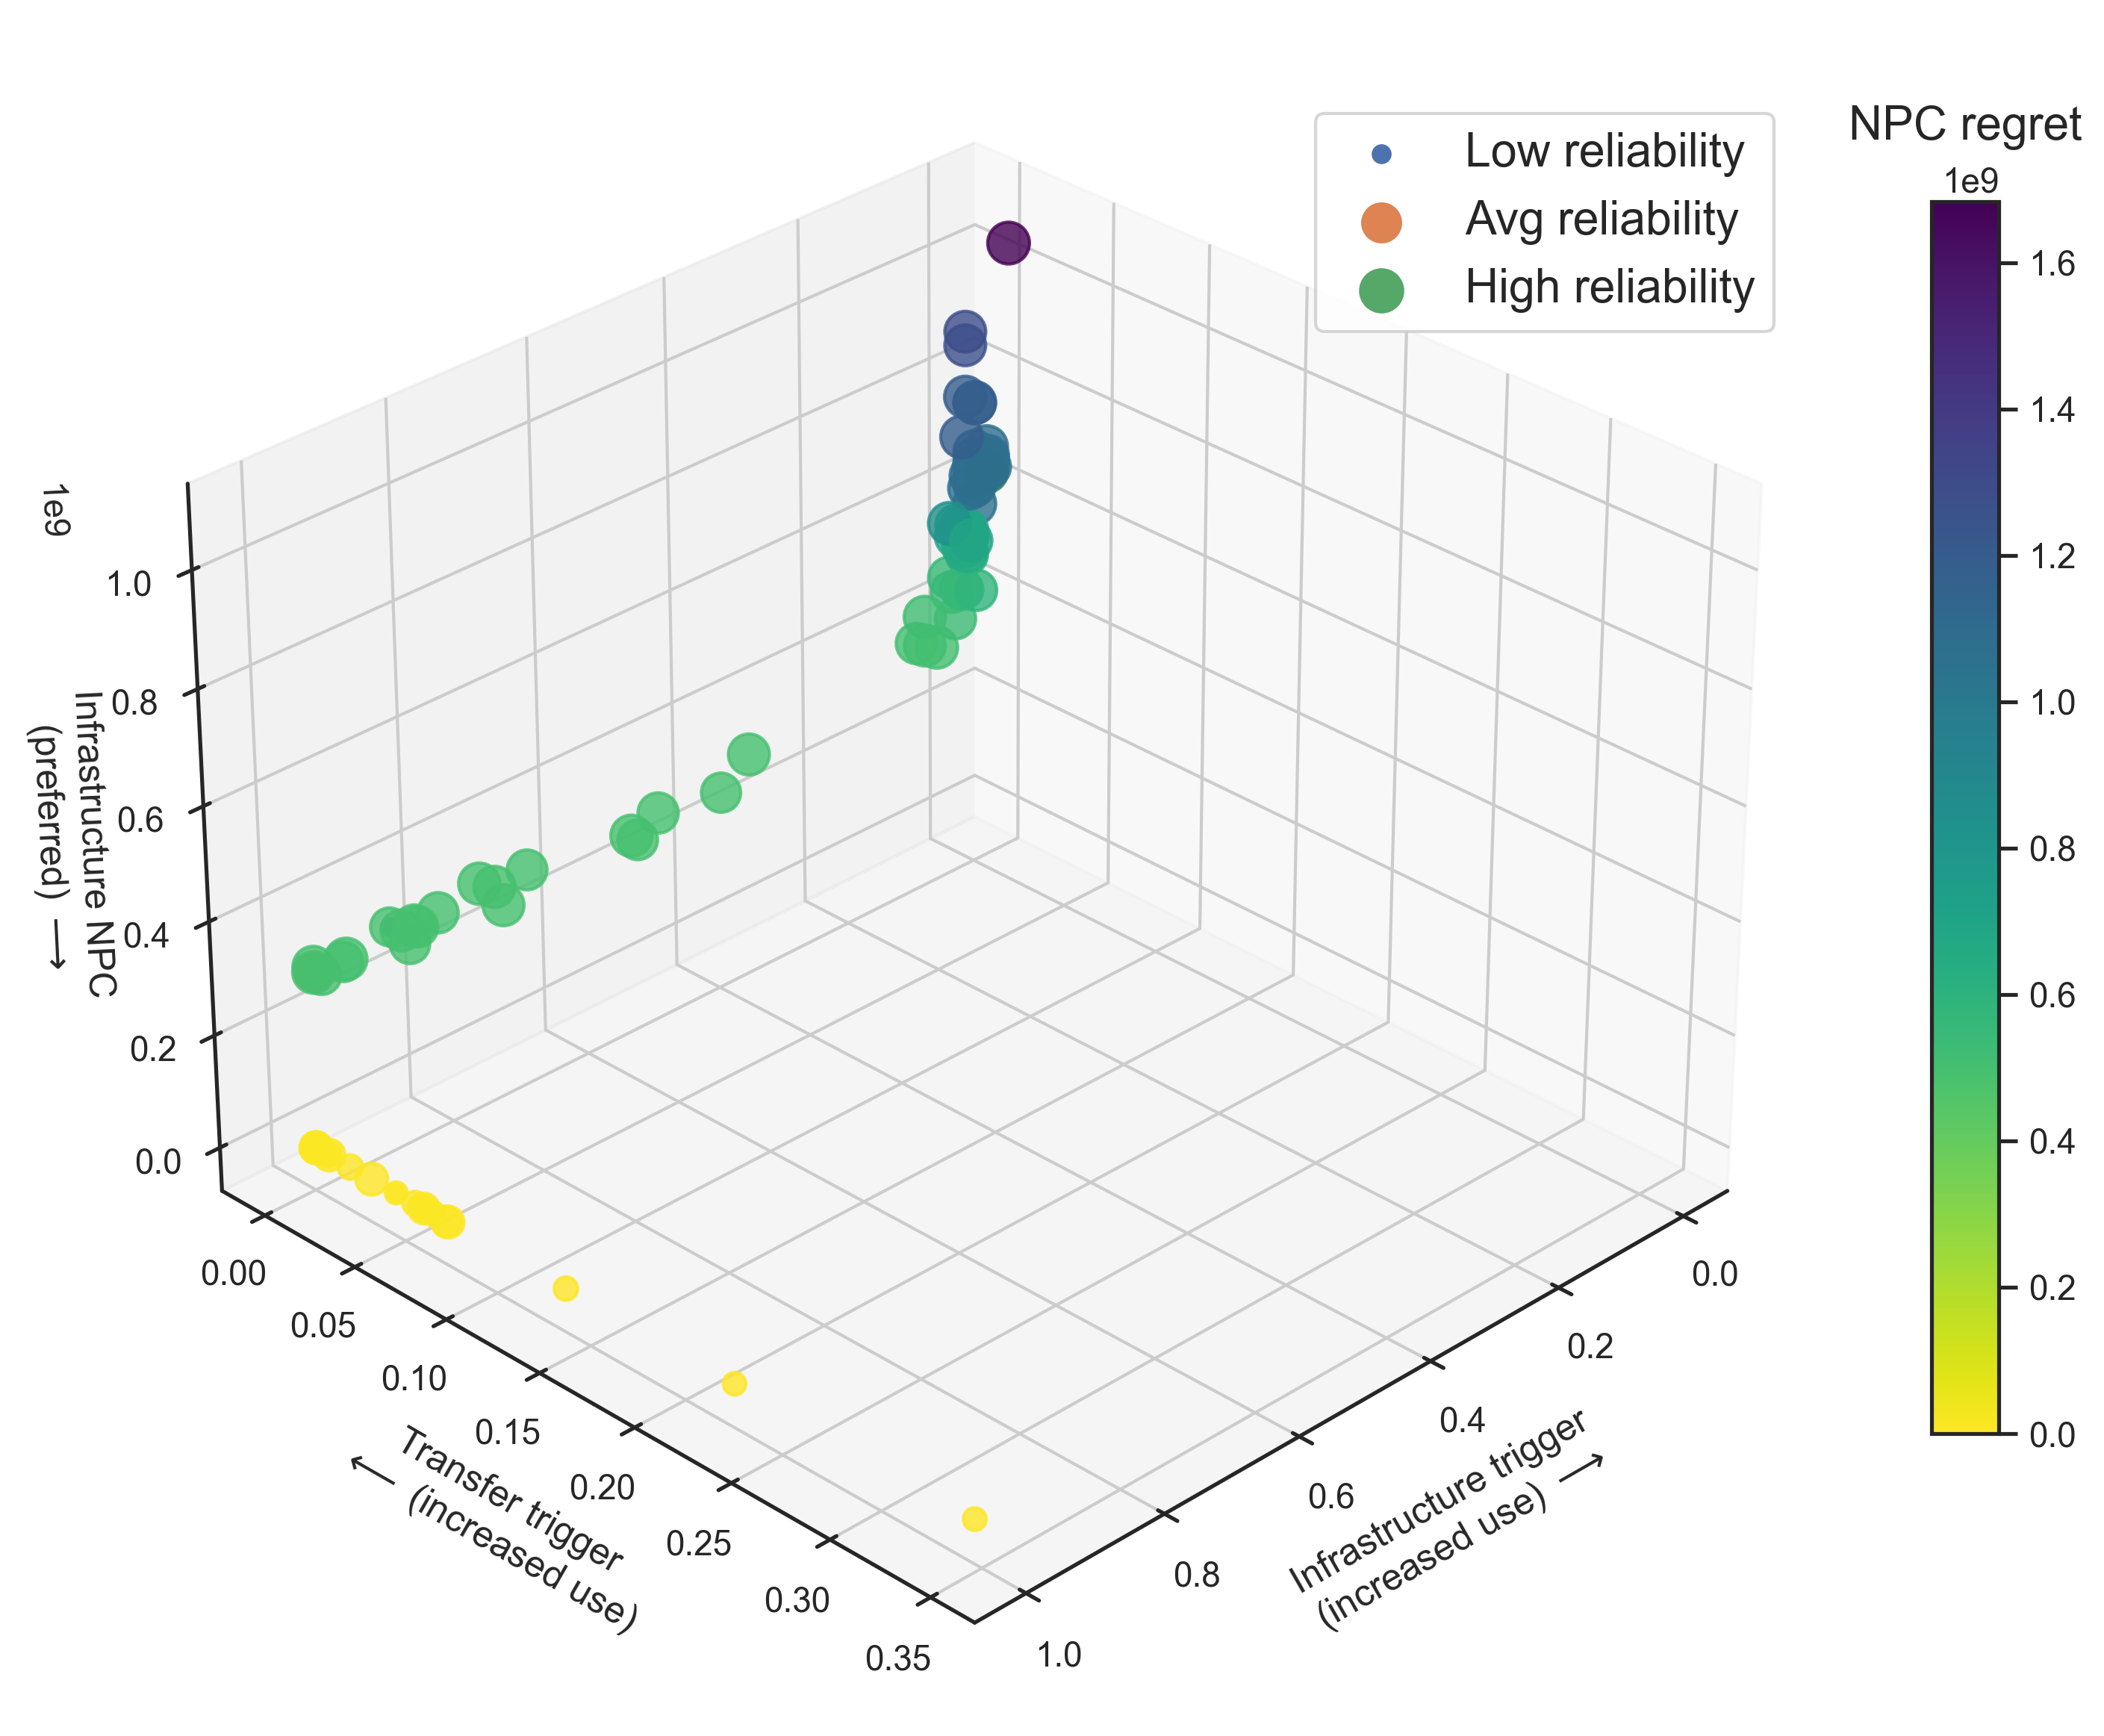 NPC regret
1e9
Low reliability
Avg reliability
High reliability
1.6
1.4
1.2
1.0
0.8
0.6
0.4
0.2
0.0
1e9
1.0
0.8
0.6
0.4
0.2
0.0
Infrastructure NPC
(preferred) ⟶
0.00
0.05
0.10
0.15
0.20
0.25
0.30
0.35
Transfer trigger
⟵ (increased use)
0.0
0.2
0.4
0.6
0.8
1.0
Infrastructure trigger
(increased use) ⟶